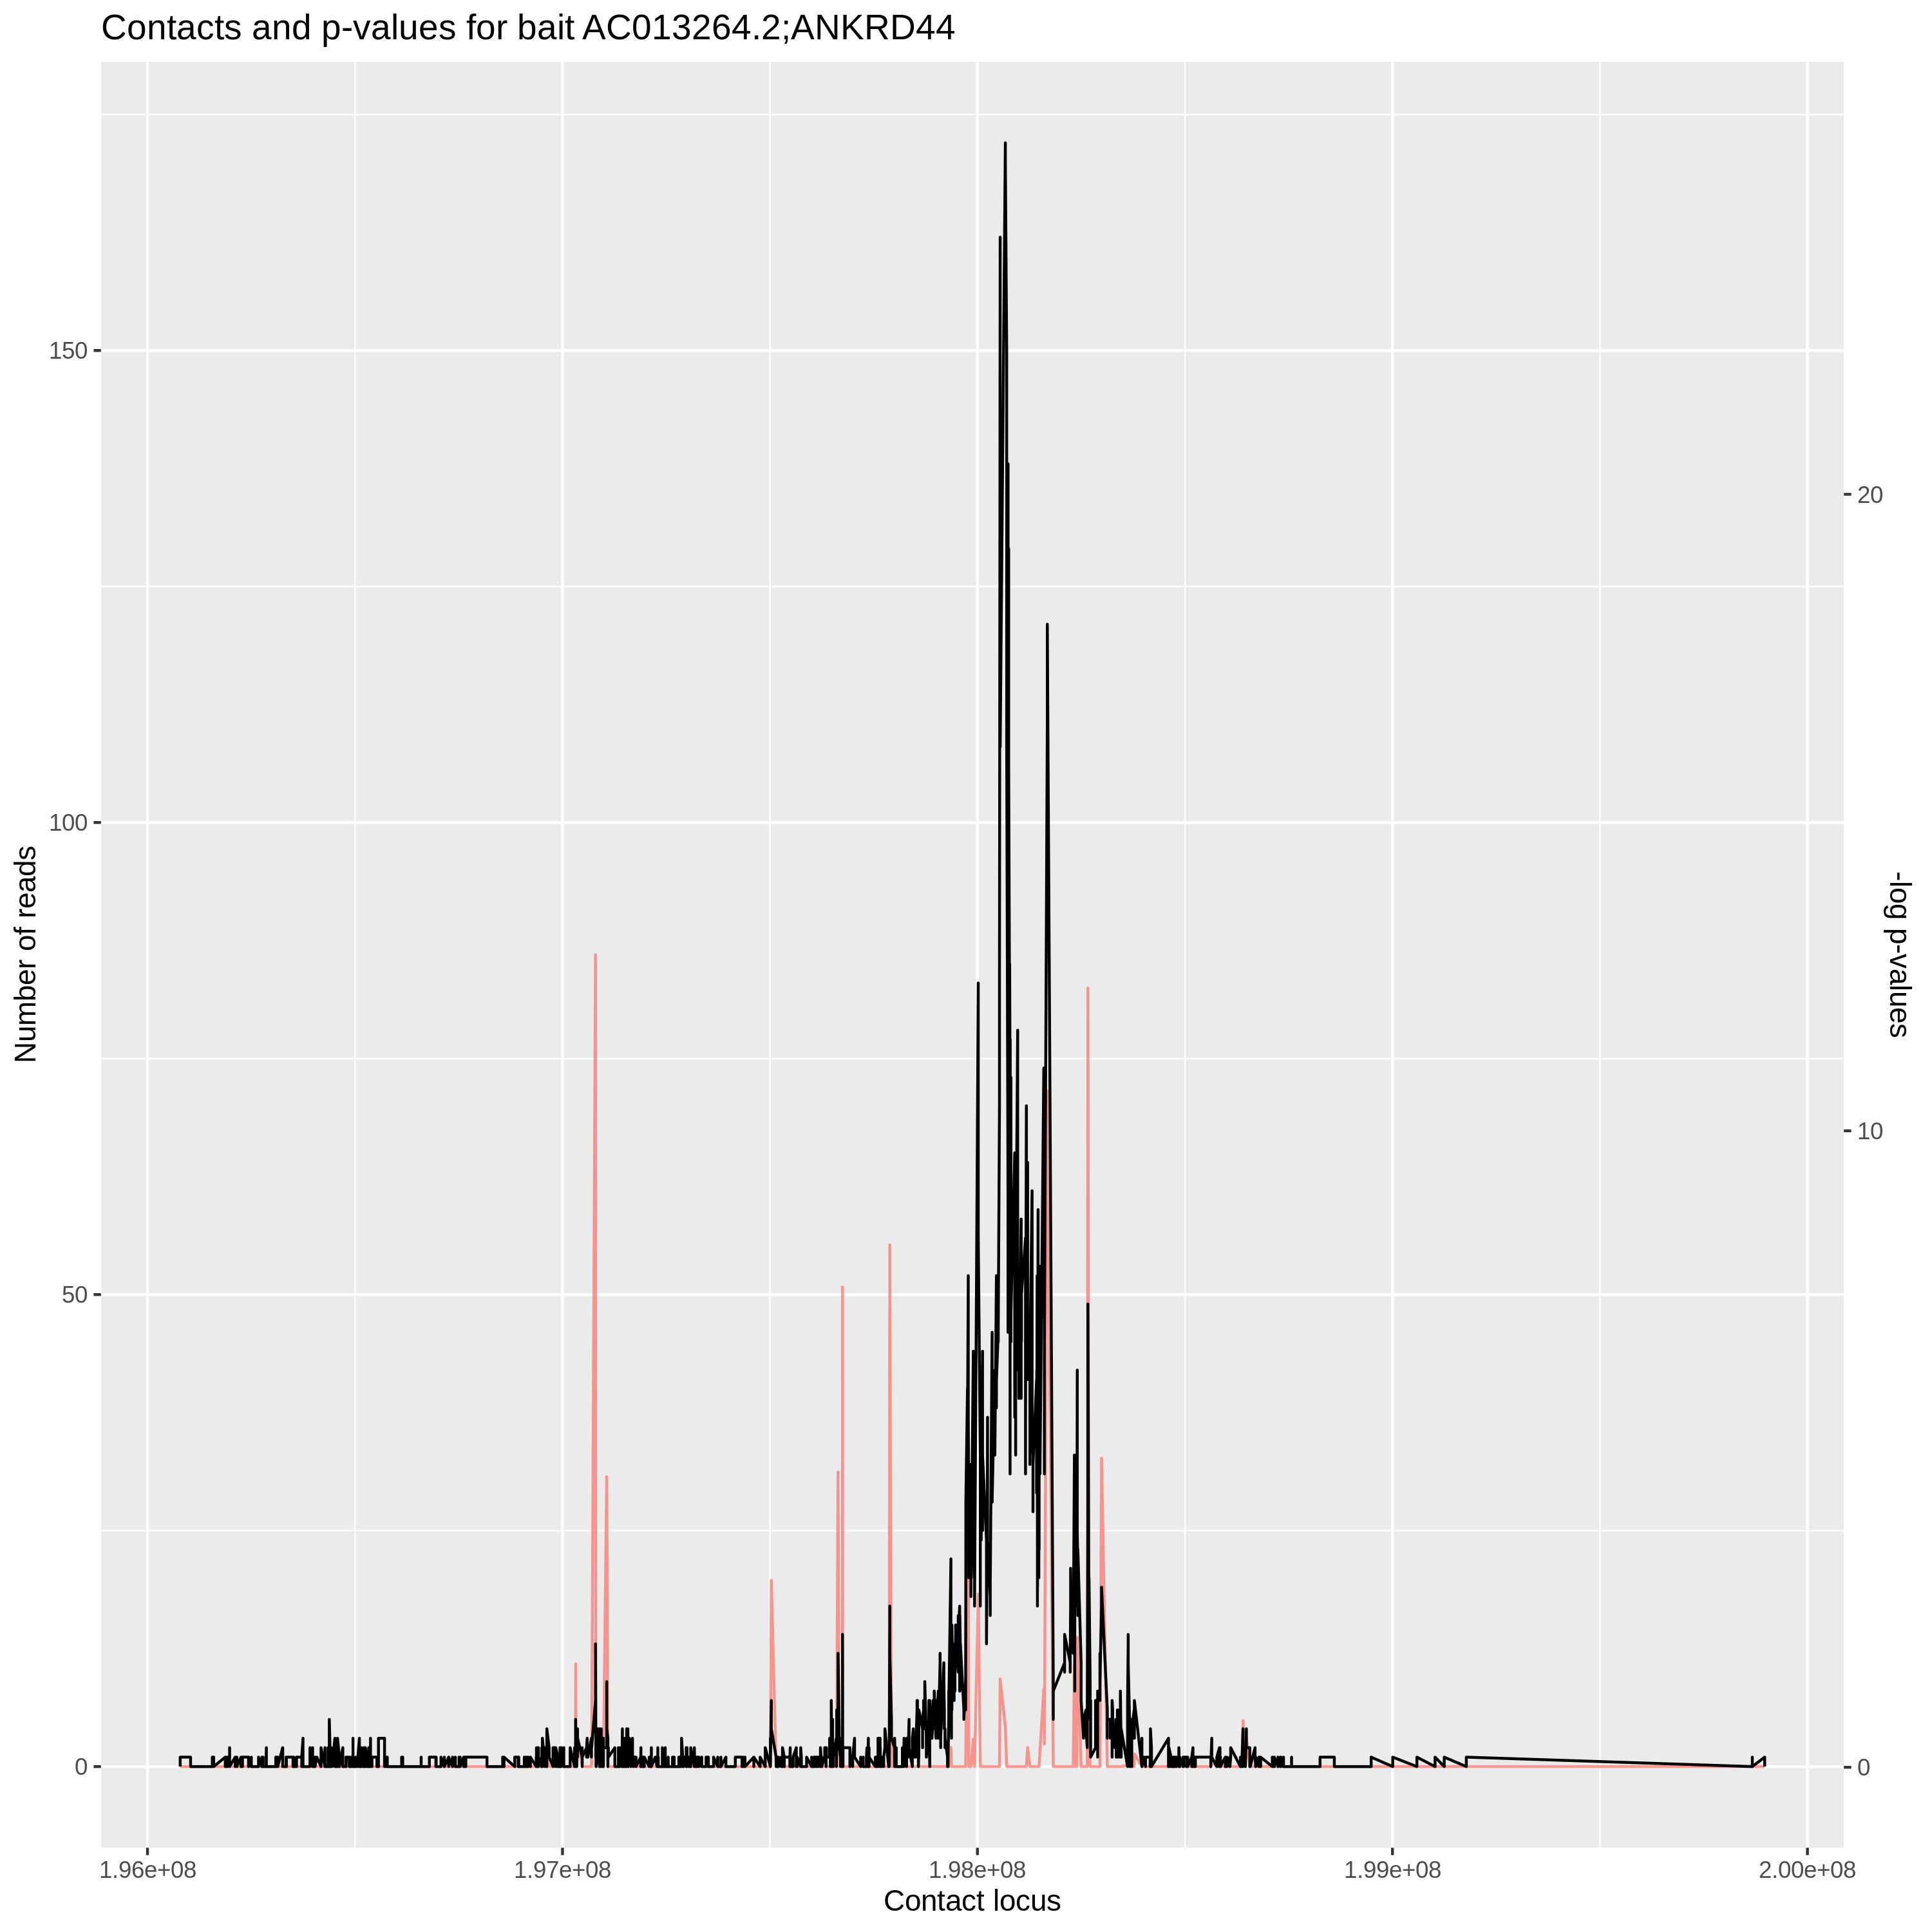 Contacts and p-values for bait AC013264.2;ANKRD44
Number of reads
150
100
50
0
20
10
0
-log p-values
1.96e+08 1.97e+08 1.98e+08 1.99e+08 2.00e+08
Contact locus